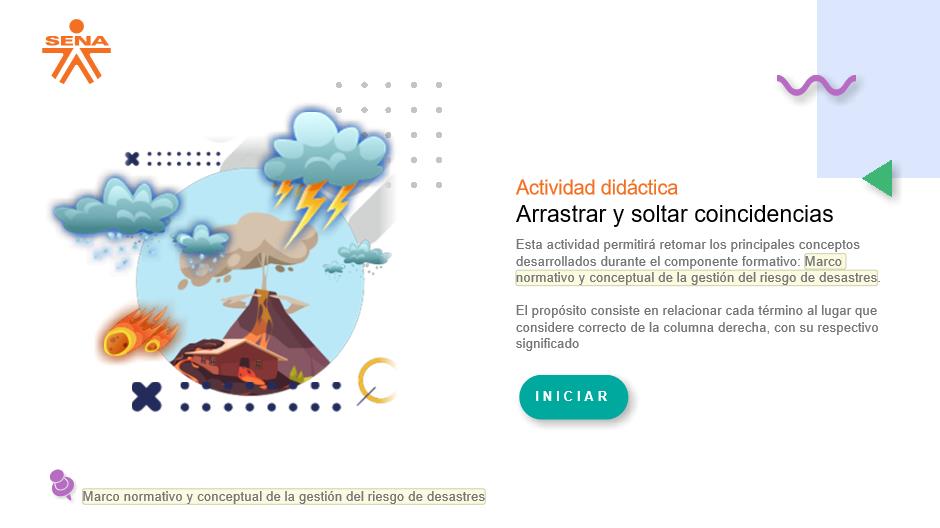 SENA
Actividad didáctica
Arrastrar y soltar coincidencias
Esta actividad permitirá retomar los principales conceptos
desarrollados durante el componente formativo: Marco
normativo y conceptual de la gestión del riesgo de desastres.
El propósito consiste en relacionar cada término al lugar que
considere correcto de la columna derecha, con su respectivo
significado
INICIAR
Marco normativo y conceptual de la gestión del riesgo de desastres